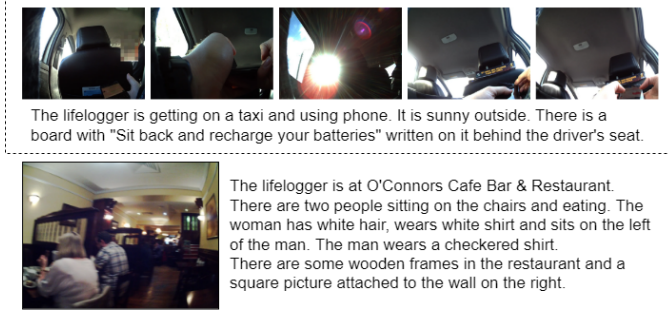 The lifelogger is getting on a taxi and using phone. It is sunny outside. There is a
board with "Sit back and recharge your batteries" written on it behind the driver's seat.
The lifelogger is at O'Connors Cafe Bar & Restaurant.
There are two people sitting on the chairs and eating. The
woman has white hair, wears white shirt and sits on the left
of the man. The man wears a checkered shirt.
There are some wooden frames in the restaurant and a
square picture attached to the wall on the right.